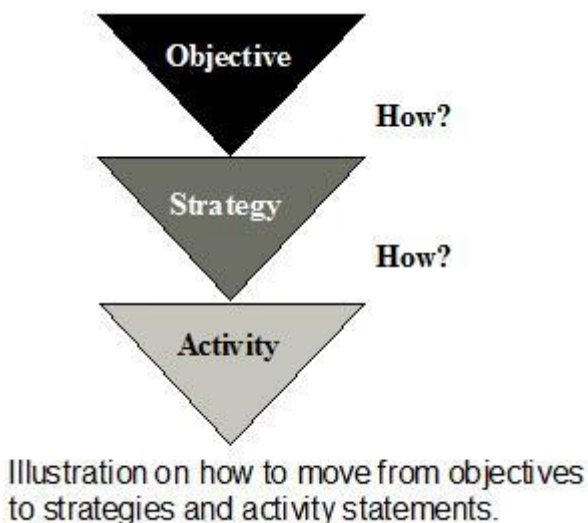 Objective
How?
Strategy
How?
Activity
Illustration on how to move from objectives
to strategies and activity statements.